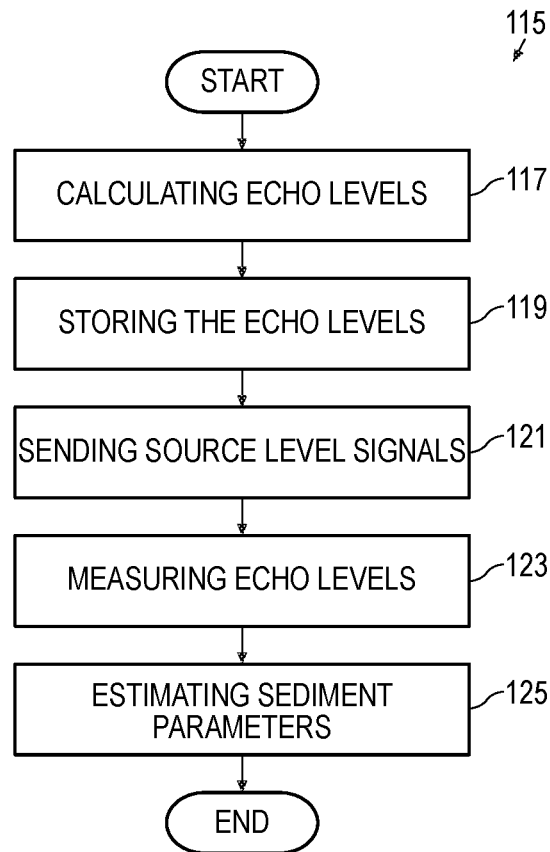 115
START
CALCULATING ECHO LEVELS
117
STORING THE ECHO LEVELS
119
SENDING SOURCE LEVEL SIGNALS
121
MEASURING ECHO LEVELS
123
ESTIMATING SEDIMENT
PARAMETERS
125
END